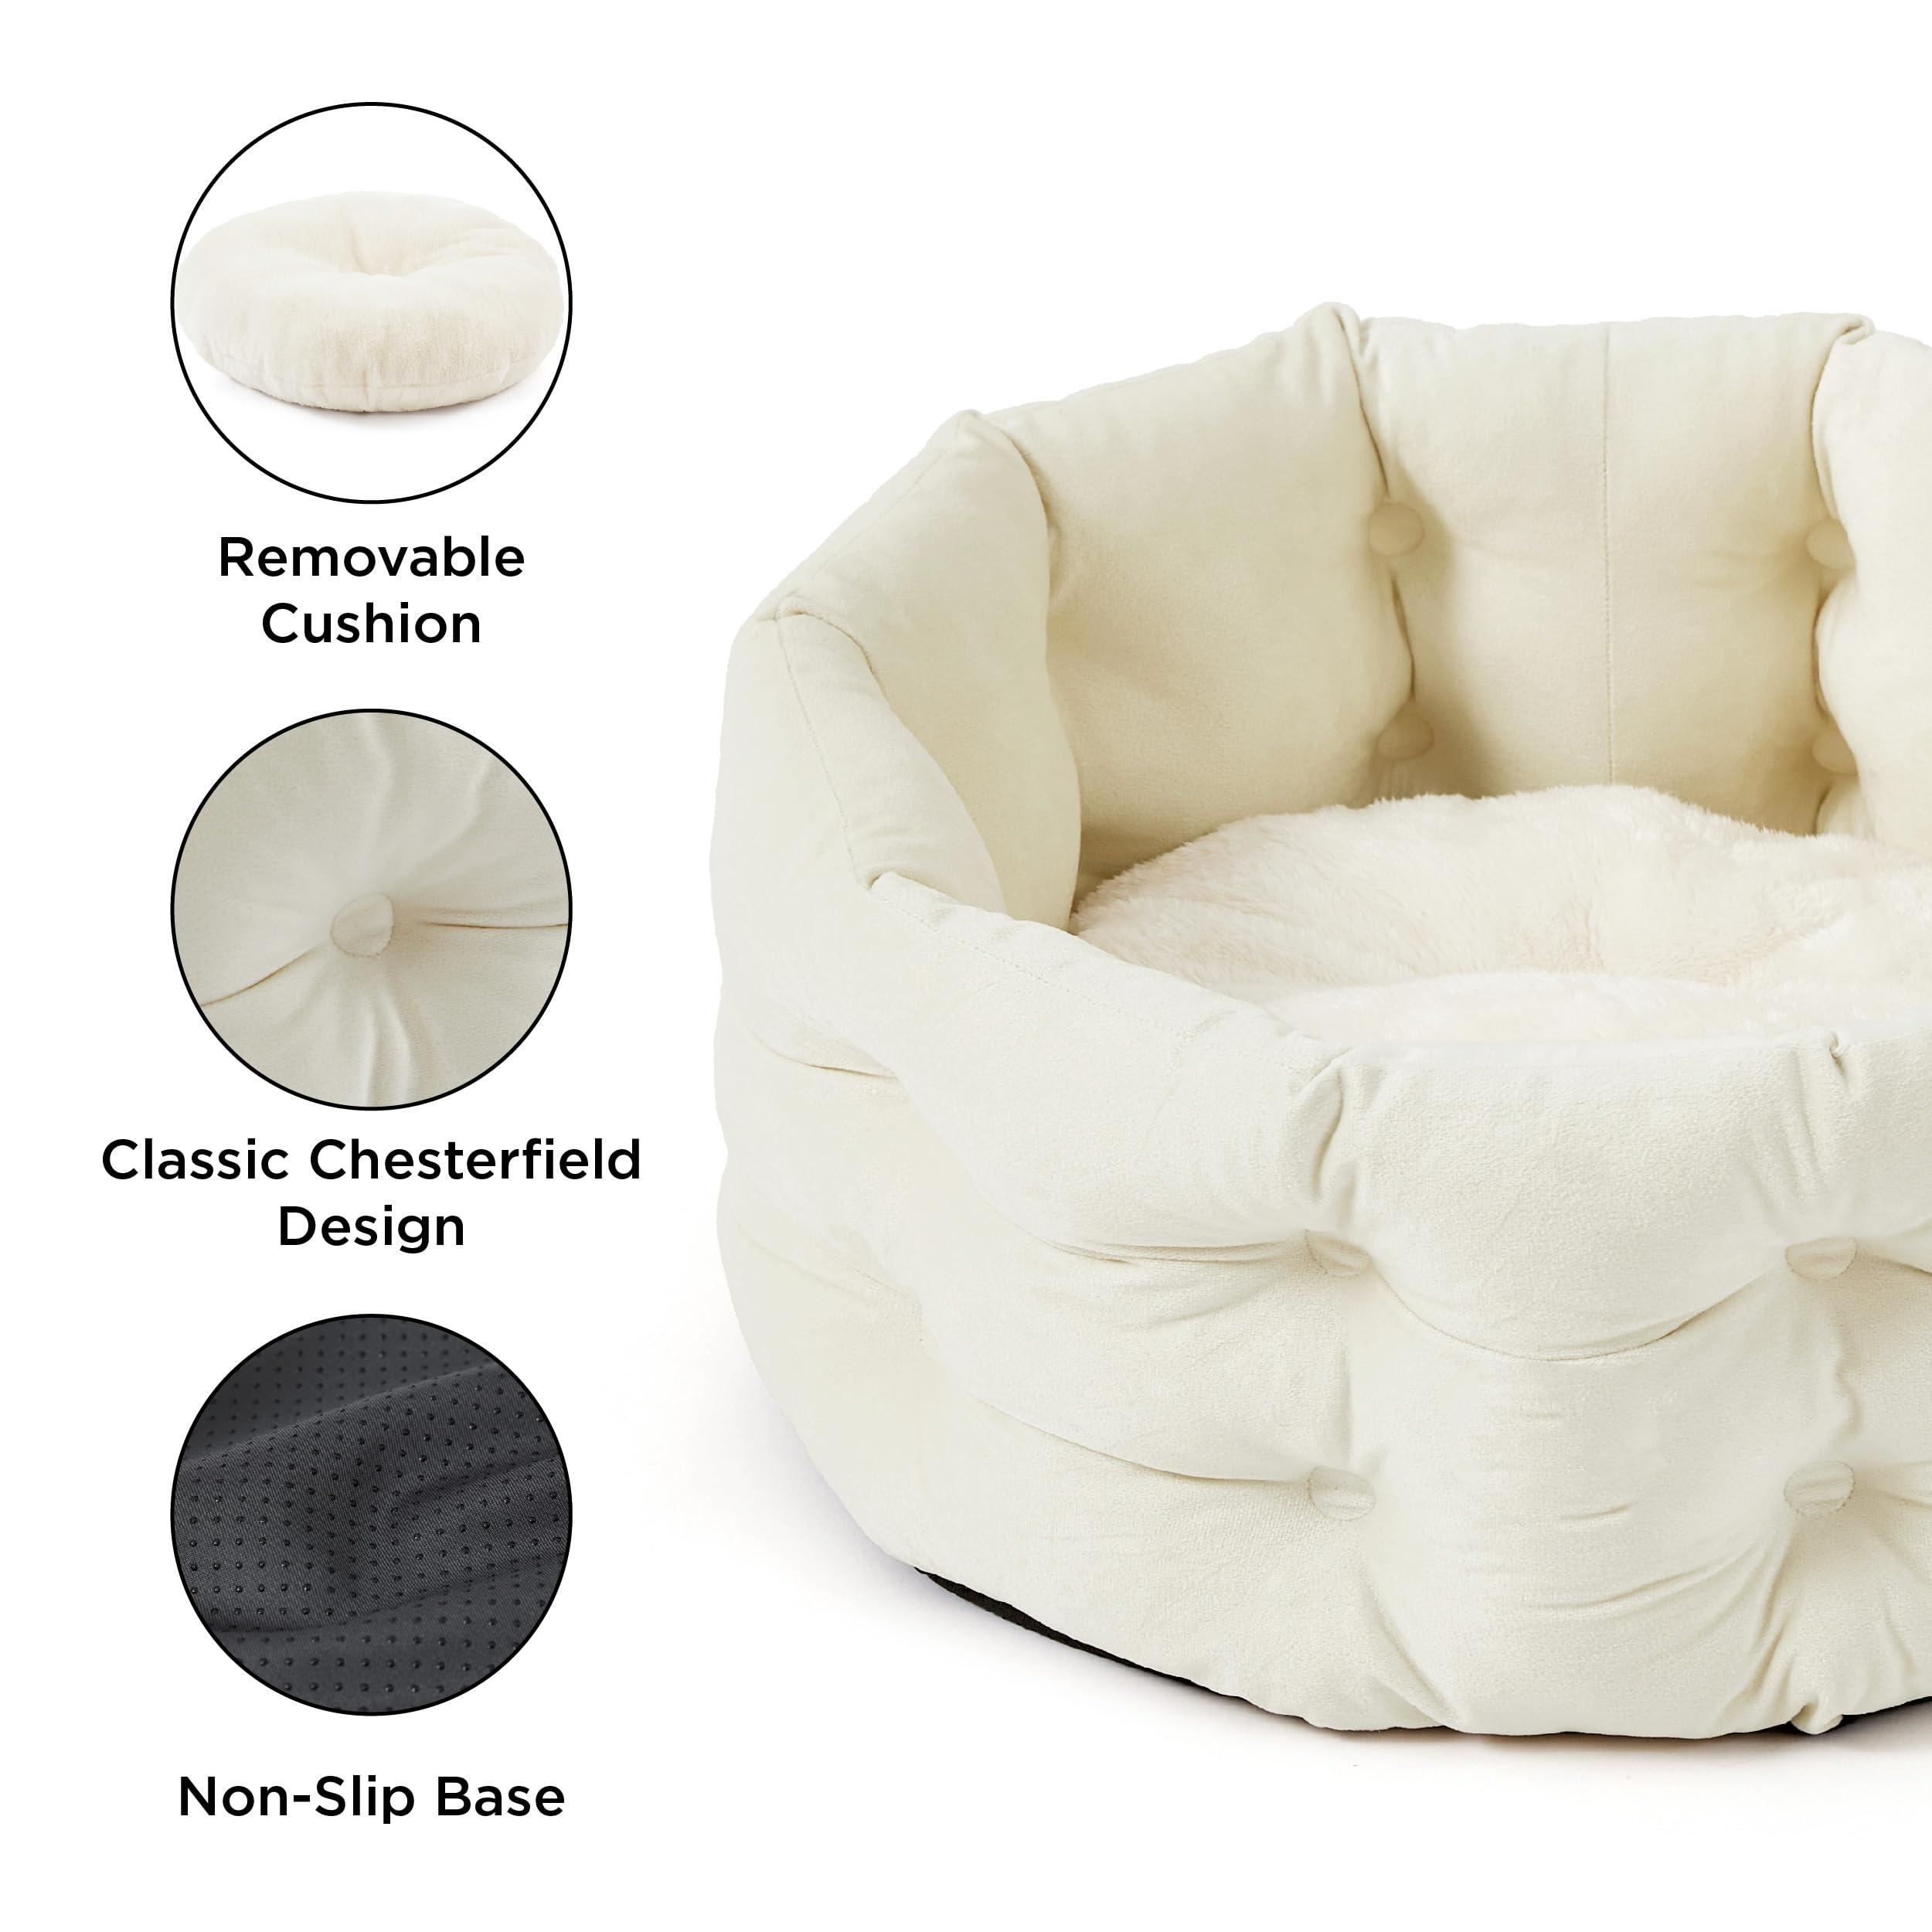 Removable
Cushion
Classic Chesterfield
Design
Non-Slip Base